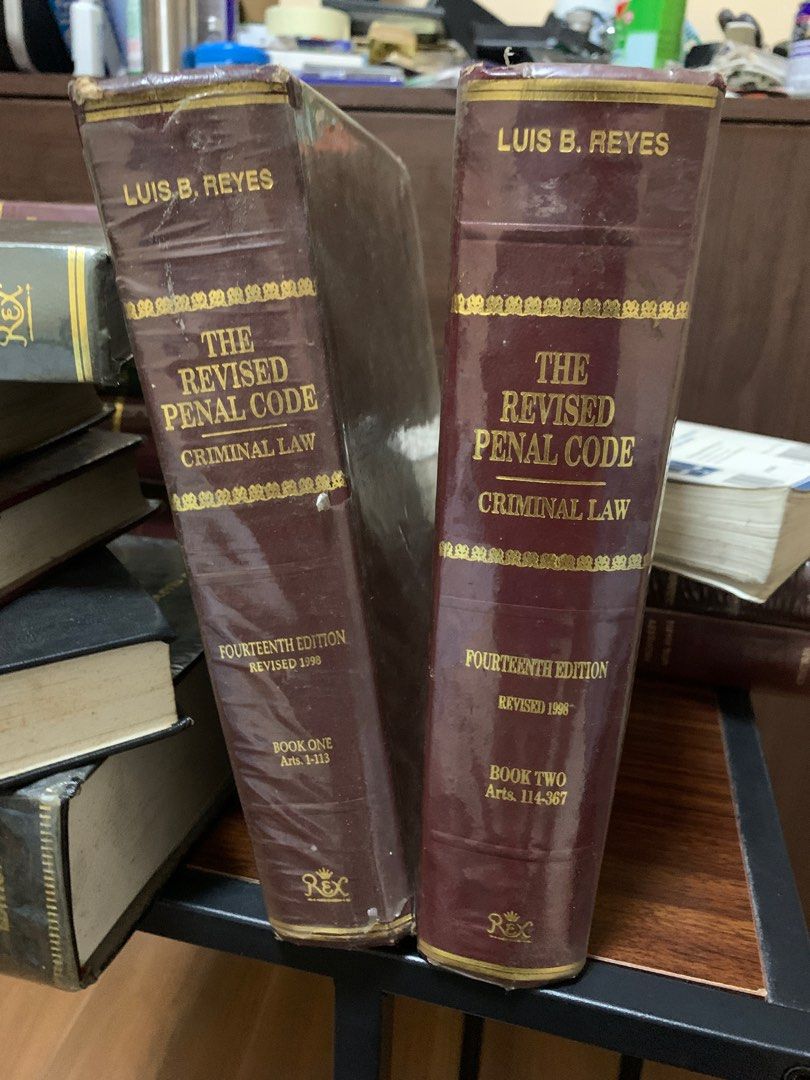 LUIS B. REYES
THE
REVISED
PENAL CODE
CRIMINAL LAW
FOURTEENTH EDITION
REVISED 1998
BOOK ONE
Arts. 1-113
REX
LUIS B. REYES
THE
REVISED
PENAL CODE
CRIMINAL LAW
FOURTEENTH EDITION
REVISED 1998
BOOK TWO
Arts. 114-367
REX
REX